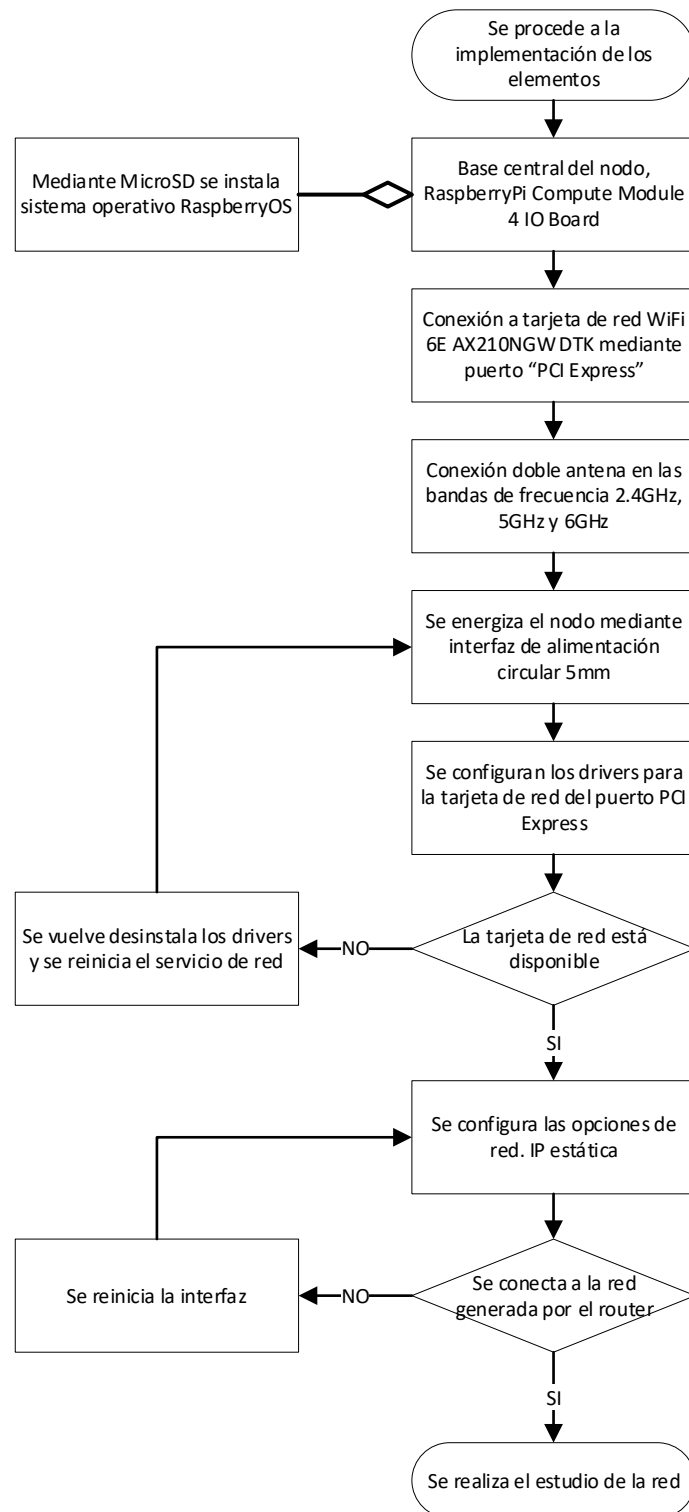 Se procede a la
implementación de los
elementos
Mediante MicroSD se instala
sistema operativo RaspberryOS
Base central del nodo,
RaspberryPi Compute Module
4 IO Board
Conexión a tarjeta de red WiFi
6E AX210NGW DTK mediante
puerto “PCI Express”
Conexión doble antena en las
bandas de frecuencia 2.4GHz,
5GHz y 6GHz
Se energiza el nodo mediante
interfaz de alimentación
circular 5mm
Se configuran los drivers para
la tarjeta de red del puerto PCI
Express
Se vuelve desinstala los drivers
y se reinicia el servicio de red
NO
La tarjeta de red está
disponible
SI
Se configura las opciones de
red. IP estática
Se reinicia la interfaz
NO
Se conecta a la red
generada por el router
SI
Se realiza el estudio de la red